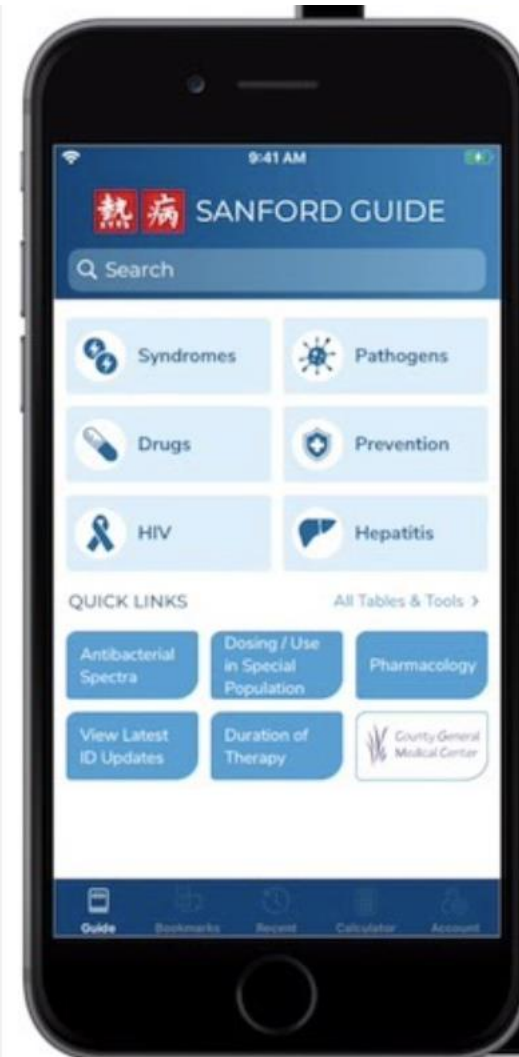 9:41 AM
熱 病 SANFORD GUIDE
Search
Syndromes
Pathogens
Drugs
Prevention
HIV
Hepatitis
QUICK LINKS
All Tables & Tools >
Antibacterial
Spectra
Dosing / Use
in Special
Population
Pharmacology
View Latest
ID Updates
Duration of
Therapy
County General
Medical Center
Guide
Bookmarks
Recent
Calculator
Account